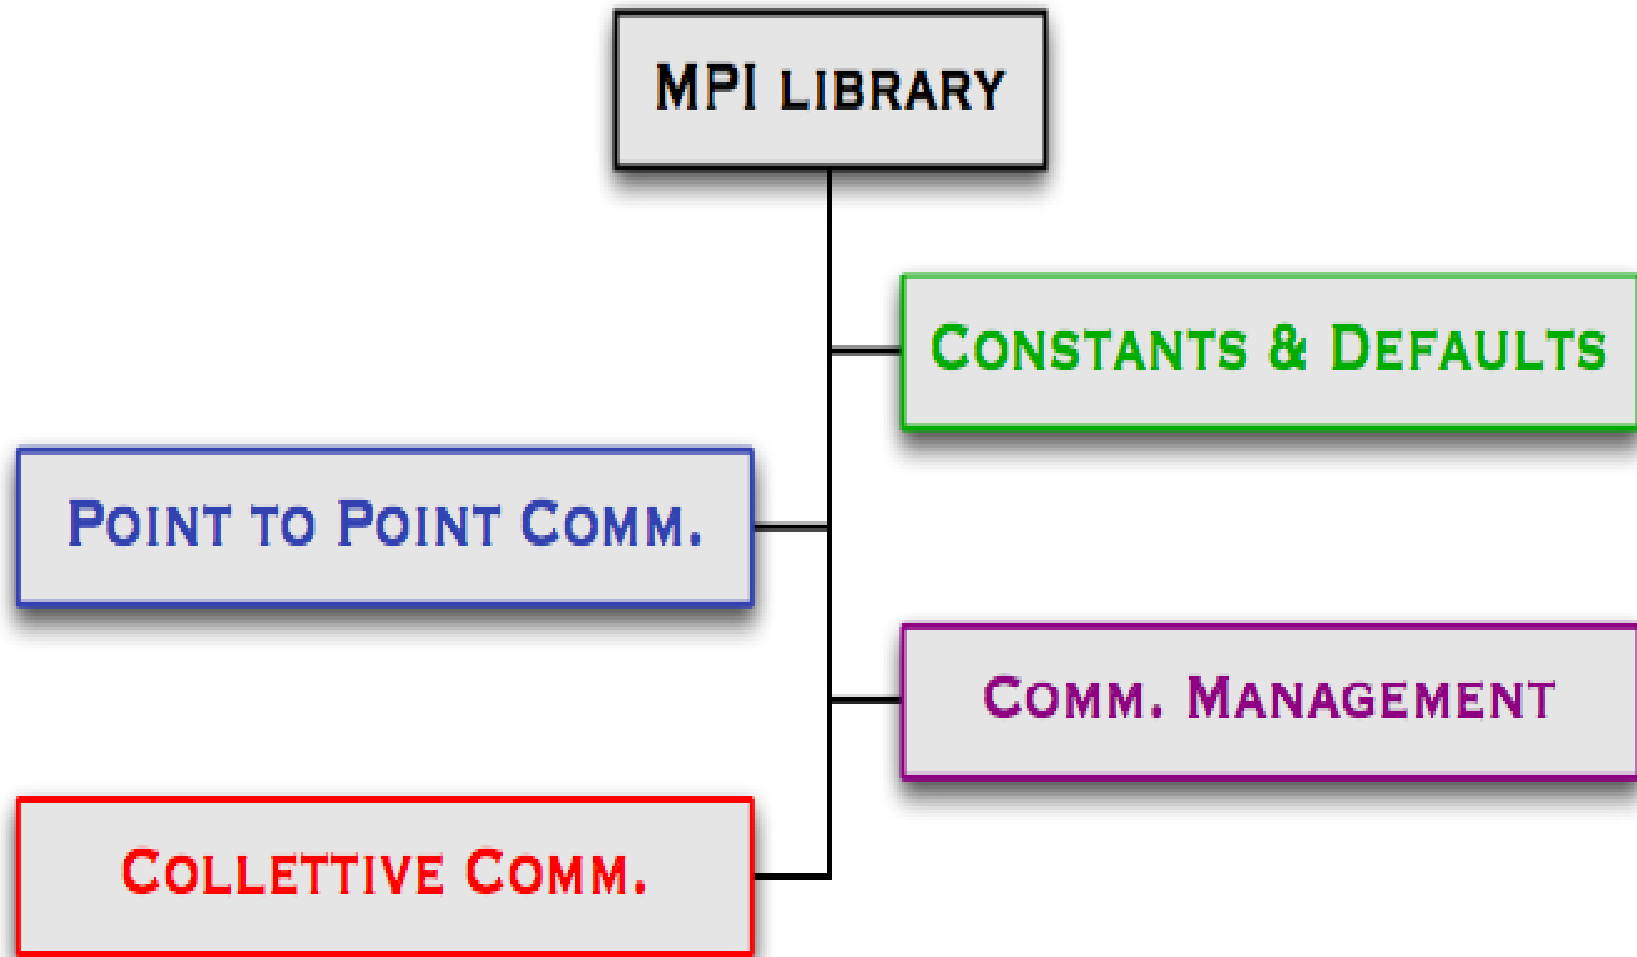 MPI LIBRARY
CONSTANTS & DEFAULTS
POINT TO POINT COMM.
COMM. MANAGEMENT
COLLETTIVE COMM.